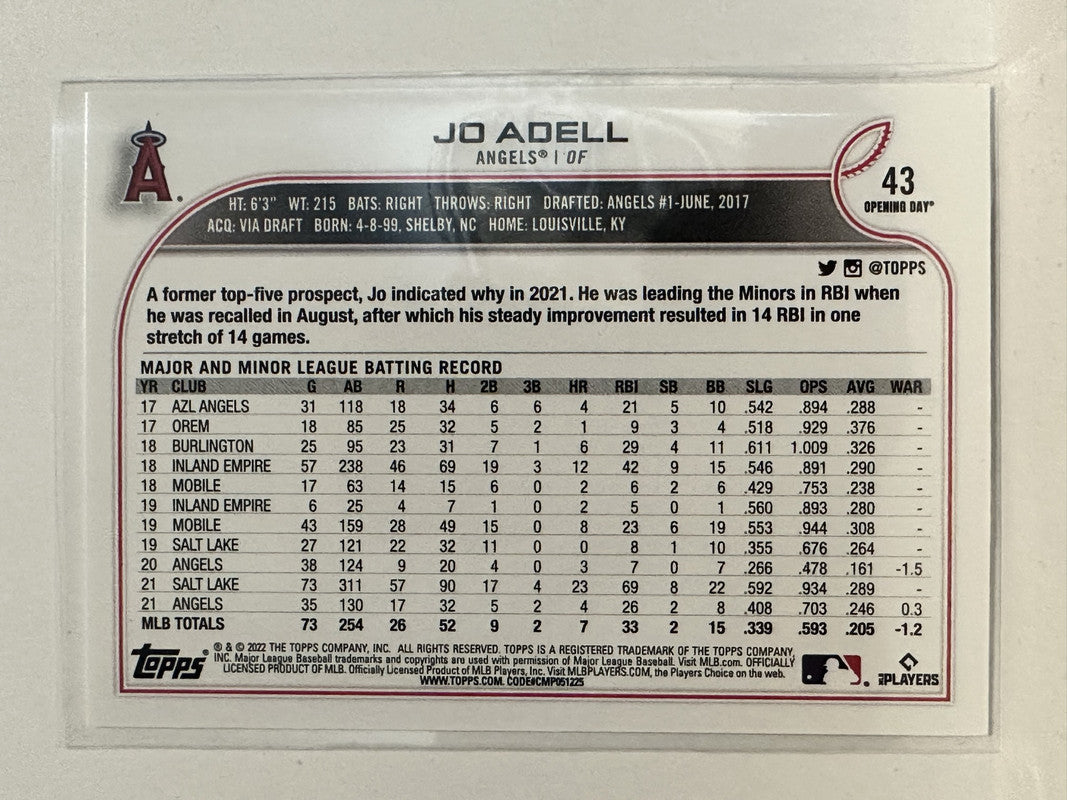 A
JO ADELL
ANGELS® | OF
43
OPENING DAY®
HT: 6'3" WT: 215 BATS: RIGHT THROWS: RIGHT DRAFTED: ANGELS #1-JUNE, 2017
ACQ: VIA DRAFT BORN: 4-8-99, SHELBY, NC HOME: LOUISVILLE, KY
@TOPPS
A former top-five prospect, Jo indicated why in 2021. He was leading the Minors in RBI when
he was recalled in August, after which his steady improvement resulted in 14 RBI in one
stretch of 14 games.
MAJOR AND MINOR LEAGUE BATTING RECORD
YR CLUB G AB R H 2B 3B HR RBI SB BB SLG OPS AVG WAR
17 AZL ANGELS 31 118 18 34 6 6 4 21 5 10 .542 .894 .288 -
17 OREM 18 85 25 32 5 2 1 9 3 4 .518 .929 .376 -
18 BURLINGTON 25 95 23 31 7 1 6 29 4 11 .611 1.009 .326 -
18 INLAND EMPIRE 57 238 46 69 19 3 12 42 9 15 .546 .891 .290 -
18 MOBILE 17 63 14 15 6 0 2 6 2 6 .429 .753 .238 -
19 INLAND EMPIRE 6 25 4 7 1 0 2 5 0 1 .560 .893 .280 -
19 MOBILE 43 159 28 49 15 0 8 23 6 19 .553 .944 .308 -
19 SALT LAKE 27 121 22 32 11 0 0 8 1 10 .355 .676 .264 -
20 ANGELS 38 124 9 20 4 0 3 7 0 7 .266 .478 .161 -1.5
21 SALT LAKE 73 311 57 90 17 4 23 69 8 22 .592 .934 .289 -
21 ANGELS 35 130 17 32 5 2 4 26 2 8 .408 .703 .246 0.3
MLB TOTALS 73 254 26 52 9 2 7 33 2 15 .339 .593 .205 -1.2
Topps®
® & © 2022 THE TOPPS COMPANY, INC. ALL RIGHTS RESERVED. TOPPS IS A REGISTERED TRADEMARK OF THE TOPPS COMPANY,
INC. Major League Baseball trademarks and copyrights are used with permission of Major League Baseball. Visit MLB.com. OFFICIALLY
LICENSED PRODUCT OF MLB. Officially Licensed Product of MLB Players, Inc. Visit MLBPLAYERS.COM, the Players Choice on the web.
WWW.TOPPS.COM. CODE#CMP051225
MLB PLAYERS